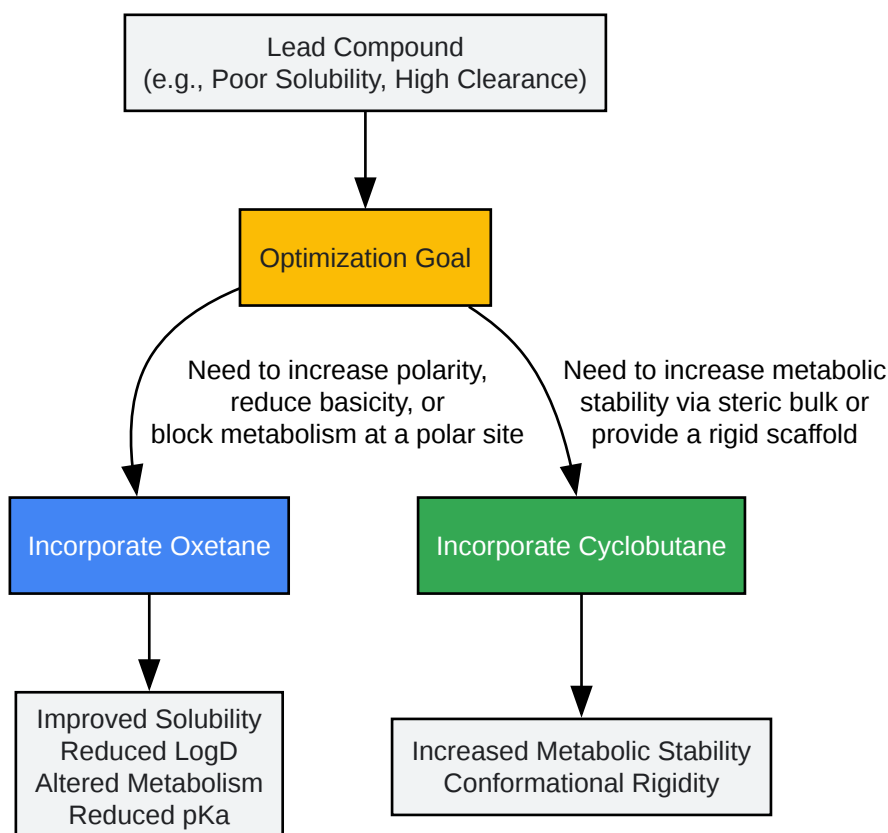 Lead Compound
(e.g., Poor Solubility, High Clearance)
Optimization Goal
Need to increase polarity,
reduce basicity, or
block metabolism at a polar site
Need to increase metabolic
stability via steric bulk or
provide a rigid scaffold
Incorporate Oxetane
Incorporate Cyclobutane
Improved Solubility
Reduced LogD
Altered Metabolism
Reduced pKa
Increased Metabolic Stability
Conformational Rigidity